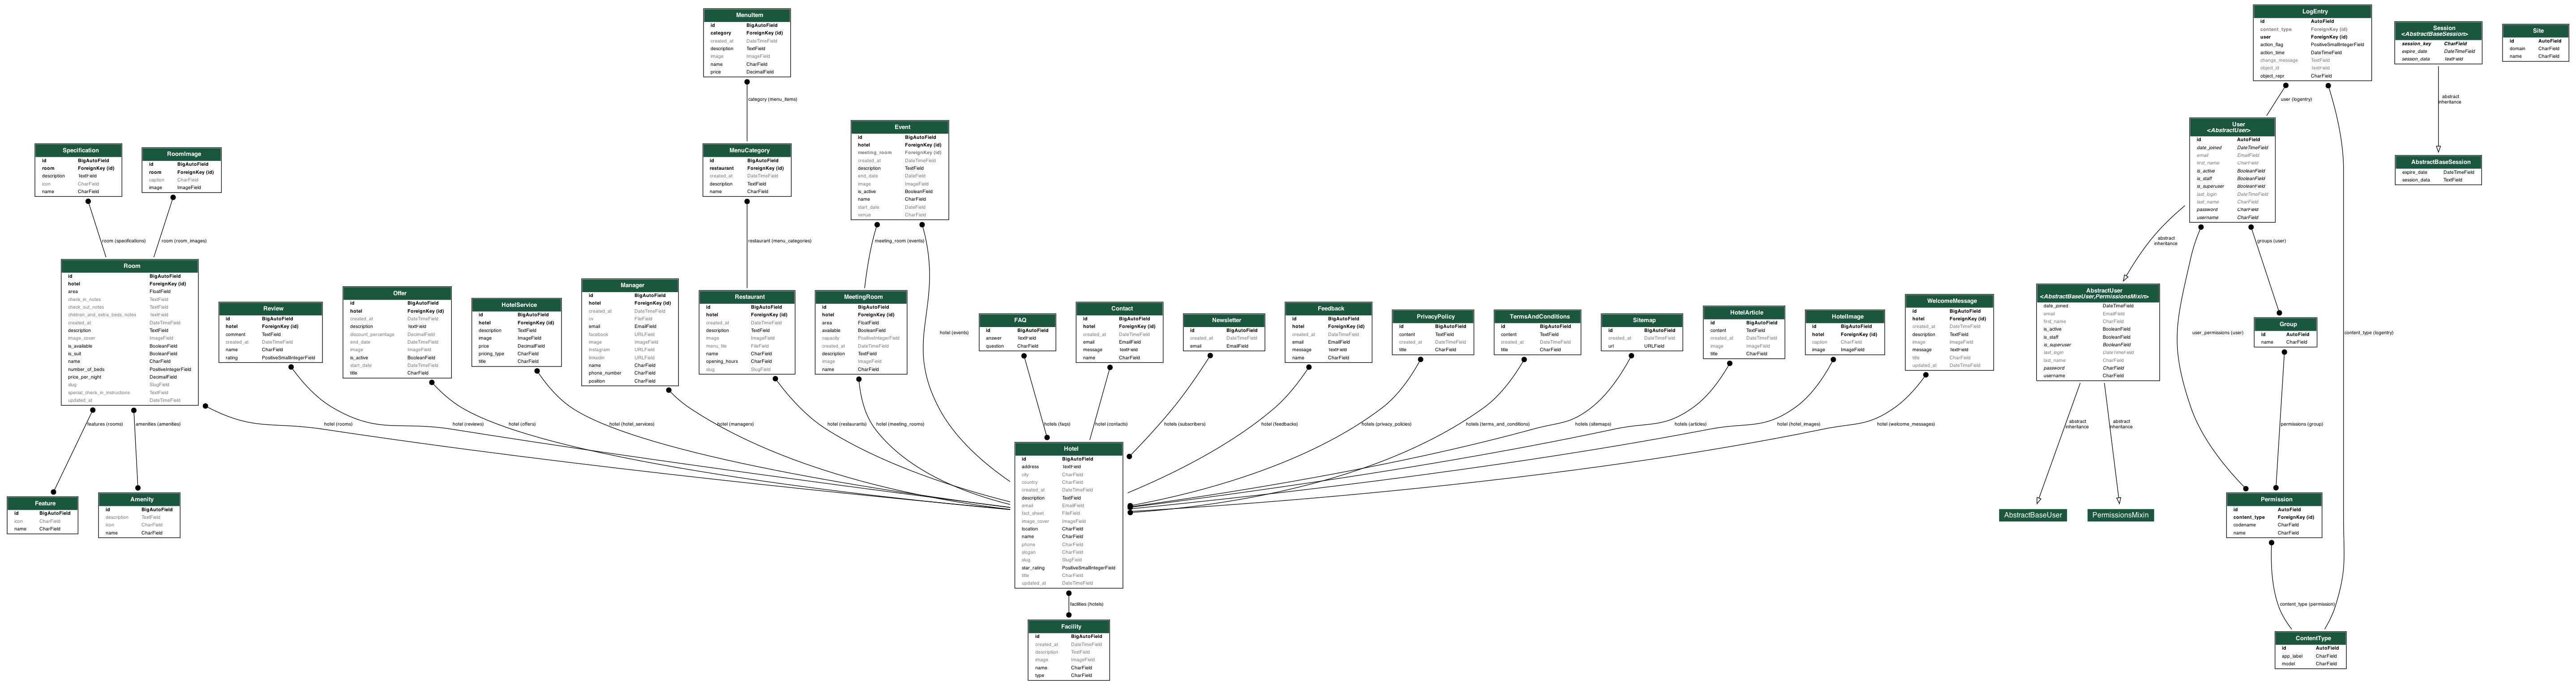 MenuItem
id BigAutoField
category ForeignKey (id)
created_at DateTimeField
description TextField
image ImageField
name CharField
price DecimalField
category (menu_items)
LogEntry
id AutoField
content_type ForeignKey (id)
user ForeignKey (id)
action_flag PositiveSmallIntegerField
action_time DateTimeField
change_message TextField
object_id TextField
object_repr CharField
user (logentry)
Session
<AbstractBaseSession>
session_key CharField
expire_date DateTimeField
session_data TextField
abstract
inheritance
Site
id AutoField
domain CharField
name CharField
Specification
id BigAutoField
room ForeignKey (id)
description TextField
icon CharField
name CharField
room (specifications)
RoomImage
id BigAutoField
room ForeignKey (id)
caption CharField
image ImageField
room (room_images)
MenuCategory
id BigAutoField
restaurant ForeignKey (id)
created_at DateTimeField
description TextField
name CharField
restaurant (menu_categories)
Event
id BigAutoField
hotel ForeignKey (id)
meeting_room ForeignKey (id)
created_at DateTimeField
description TextField
end_date DateField
image ImageField
is_active BooleanField
name CharField
start_date DateField
venue CharField
meeting_room (events)
hotel (events)
User
<AbstractUser>
id AutoField
date_joined DateTimeField
email EmailField
first_name CharField
is_active BooleanField
is_staff BooleanField
is_superuser BooleanField
last_login DateTimeField
last_name CharField
password CharField
username CharField
abstract
inheritance
groups (user)
user_permissions (user)
content_type (logentry)
AbstractBaseSession
expire_date DateTimeField
session_data TextField
Room
id BigAutoField
hotel ForeignKey (id)
area FloatField
check_in_notes TextField
check_out_notes TextField
children_and_extra_beds_notes TextField
created_at DateTimeField
description TextField
image_cover ImageField
is_available BooleanField
is_suit BooleanField
name CharField
number_of_beds PositiveIntegerField
price_per_night DecimalField
slug SlugField
special_check_in_instructions TextField
updated_at DateTimeField
features (rooms)
amenities (amenities)
hotel (rooms)
Review
id BigAutoField
hotel ForeignKey (id)
comment TextField
created_at DateTimeField
name CharField
rating PositiveSmallIntegerField
hotel (reviews)
Offer
id BigAutoField
hotel ForeignKey (id)
created_at DateTimeField
description TextField
discount_percentage DecimalField
end_date DateTimeField
image ImageField
is_active BooleanField
start_date DateTimeField
title CharField
hotel (offers)
HotelService
id BigAutoField
hotel ForeignKey (id)
description TextField
image ImageField
price DecimalField
pricing_type CharField
title CharField
hotel (hotel_services)
Manager
id BigAutoField
hotel ForeignKey (id)
created_at DateTimeField
cv FileField
email EmailField
facebook URLField
image ImageField
instagram URLField
linkedin URLField
name CharField
phone_number CharField
position CharField
hotel (managers)
Restaurant
id BigAutoField
hotel ForeignKey (id)
created_at DateTimeField
description TextField
image ImageField
menu_file FileField
name CharField
opening_hours CharField
slug SlugField
hotel (restaurants)
MeetingRoom
id BigAutoField
hotel ForeignKey (id)
area FloatField
available BooleanField
capacity PositiveIntegerField
created_at DateTimeField
description TextField
image ImageField
name CharField
hotel (meeting_rooms)
FAQ
id BigAutoField
answer TextField
question CharField
hotels (faqs)
Contact
id BigAutoField
hotel ForeignKey (id)
created_at DateTimeField
email EmailField
message TextField
name CharField
hotel (contacts)
Newsletter
id BigAutoField
created_at DateTimeField
email EmailField
hotels (subscribers)
Feedback
id BigAutoField
hotel ForeignKey (id)
created_at DateTimeField
email EmailField
message TextField
name CharField
hotel (feedbacks)
PrivacyPolicy
id BigAutoField
content TextField
created_at DateTimeField
title CharField
hotels (privacy_policies)
TermsAndConditions
id BigAutoField
content TextField
created_at DateTimeField
title CharField
hotels (terms_and_conditions)
Sitemap
id BigAutoField
created_at DateTimeField
url URLField
hotels (sitemaps)
HotelArticle
id BigAutoField
content TextField
created_at DateTimeField
image ImageField
title CharField
hotels (articles)
HotelImage
id BigAutoField
hotel ForeignKey (id)
caption CharField
image ImageField
hotel (hotel_images)
WelcomeMessage
id BigAutoField
hotel ForeignKey (id)
created_at DateTimeField
description TextField
image ImageField
message TextField
title CharField
updated_at DateTimeField
hotel (welcome_messages)
AbstractUser
<AbstractBaseUser,PermissionsMixin>
date_joined DateTimeField
email EmailField
first_name CharField
is_active BooleanField
is_staff BooleanField
is_superuser BooleanField
last_login DateTimeField
last_name CharField
password CharField
username CharField
abstract
inheritance
abstract
inheritance
Group
id AutoField
name CharField
permissions (group)
Hotel
id BigAutoField
address TextField
city CharField
country CharField
created_at DateTimeField
description TextField
email EmailField
fact_sheet FileField
image_cover ImageField
location CharField
name CharField
phone CharField
slogan CharField
slug SlugField
star_rating PositiveSmallIntegerField
title CharField
updated_at DateTimeField
facilities (hotels)
Feature
id BigAutoField
icon CharField
name CharField
Amenity
id BigAutoField
description TextField
icon CharField
name CharField
AbstractBaseUser
PermissionsMixin
Permission
id AutoField
content_type ForeignKey (id)
codename CharField
name CharField
content_type (permission)
Facility
id BigAutoField
created_at DateTimeField
description TextField
image ImageField
name CharField
type CharField
ContentType
id AutoField
app_label CharField
model CharField